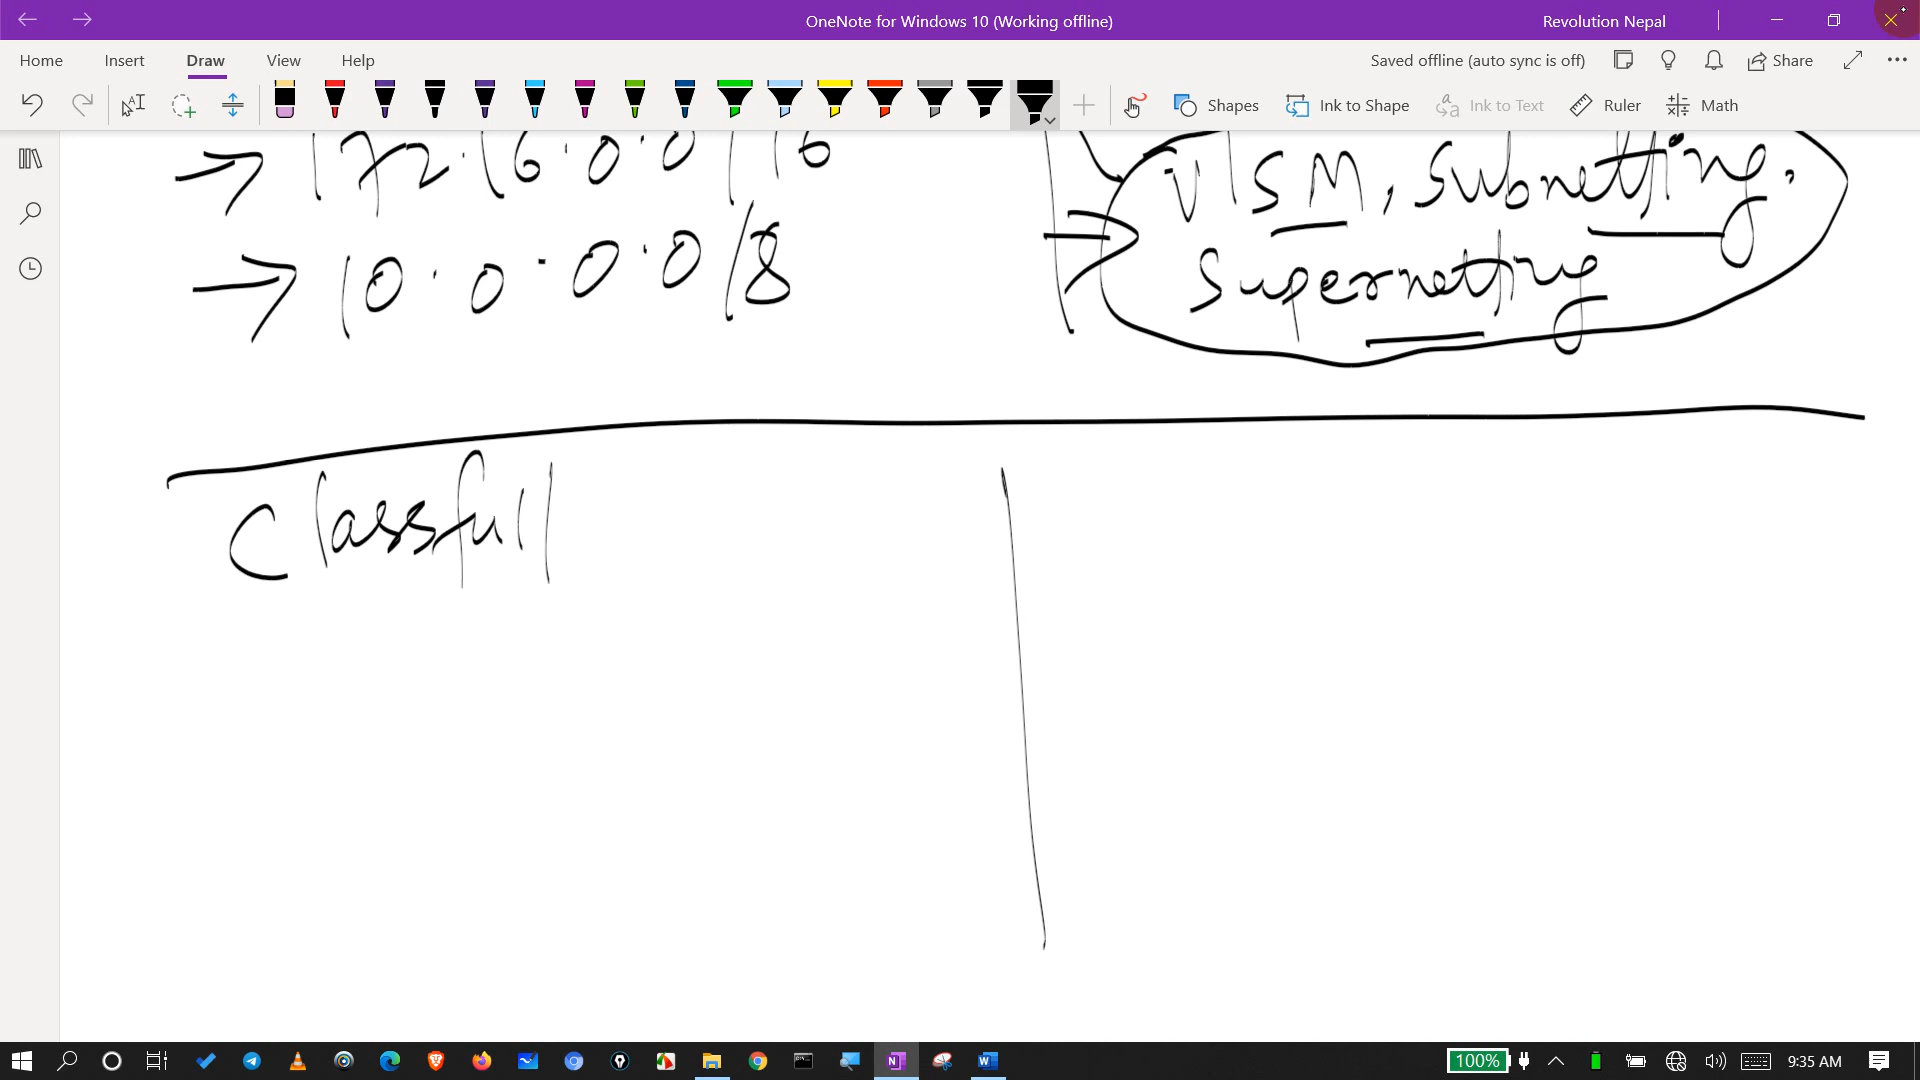 OneNote for Windows 10 (Working offline)
Revolution Nepal
Home Insert Draw View Help
Saved offline (auto sync is off)
Share
Shapes
Ink to Shape
Ink to Text
Ruler
Math
→ 172.16.0.0/16
→ 10.0.0.0/8
VLSM, Subnetting,
Supernetting
Classfull
100%
9:35 AM